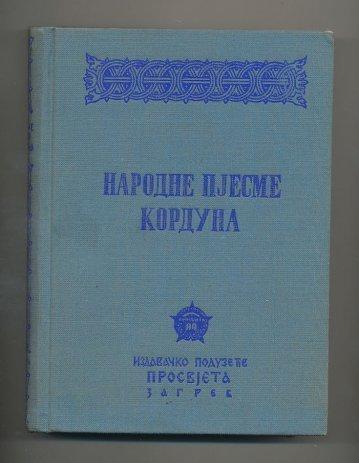 НАРОДНЕ ПЈЕСМЕ
КОРДУНА
ИЗДАВАЧКО ПОДУЗЕЋЕ
ПРОСВЈЕТА
ЗАГРЕБ